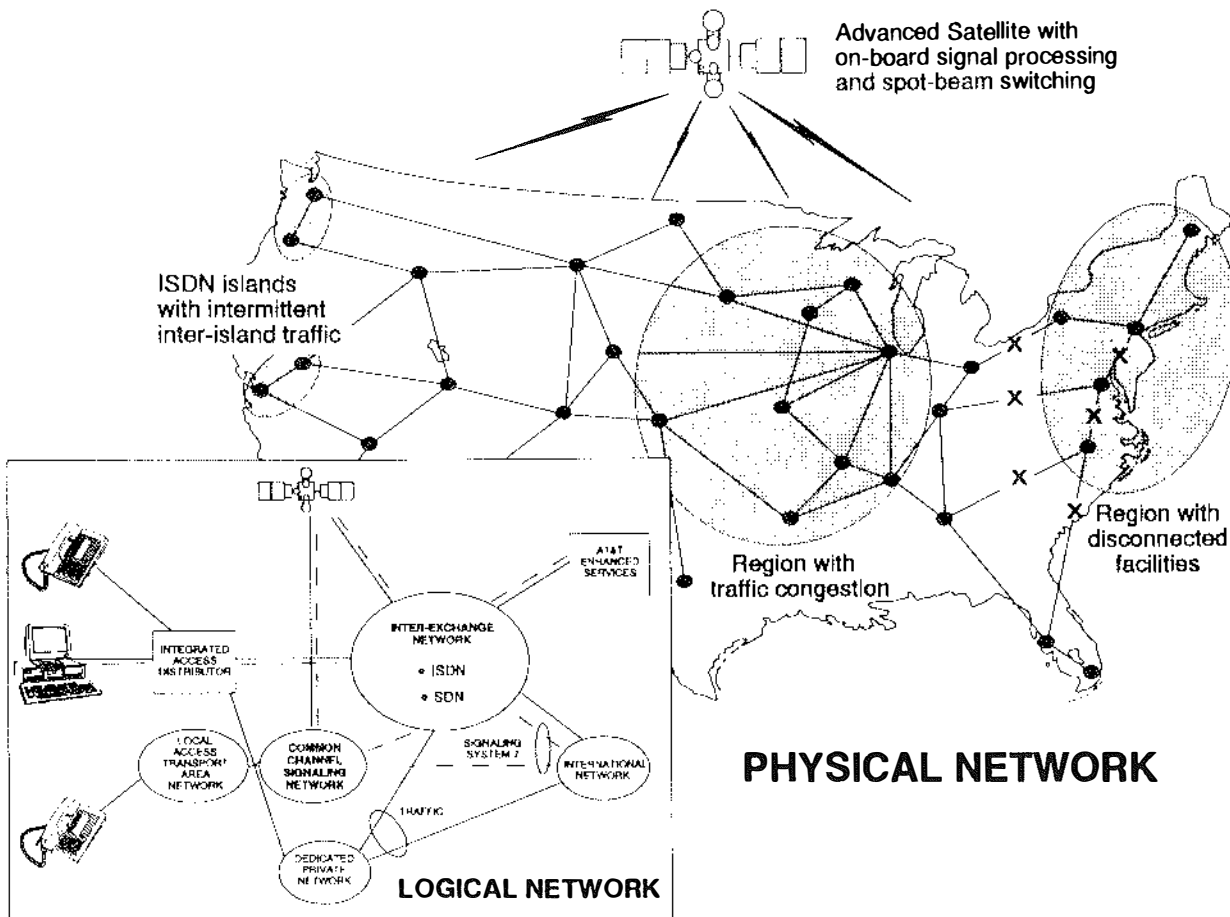 Advanced Satellite with
on-board signal processing
and spot-beam switching
ISDN islands
with intermittent
inter-island traffic
X
X
X
X
X
X
Region with
traffic congestion
Region with
disconnected
facilities
PHYSICAL NETWORK
AT&T
ENHANCED
SERVICES
INTER-EXCHANGE
NETWORK
ISDN
SDN
INTEGRATED
ACCESS
DISTRIBUTOR
LOCAL
ACCESS
TRANSPORT
AREA
NETWORK
COMMON
CHANNEL
SIGNALING
NETWORK
SIGNALING
SYSTEM 7
INTERNATIONAL
NETWORK
TRAFFIC
DEDICATED
PRIVATE
NETWORK
LOGICAL NETWORK